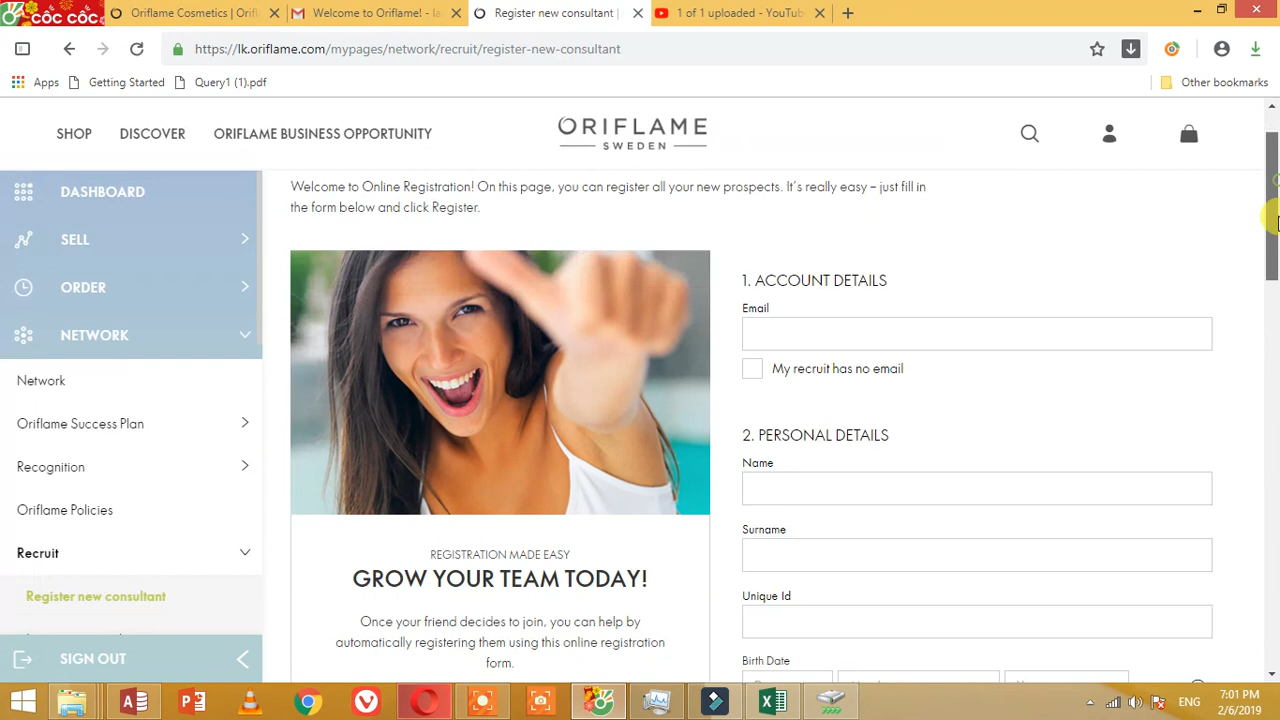 CỐC CỐC
Oriflame Cosmetics | Orifl
Welcome to Oriflame! - la
Register new consultant |
1 of 1 uploaded - YouTub
https://lk.oriflame.com/mypages/network/recruit/register-new-consultant
Apps
Getting Started
Query1 (1).pdf
Other bookmarks
SHOP
DISCOVER
ORIFLAME BUSINESS OPPORTUNITY
ORIFLAME
SWEDEN
DASHBOARD
SELL
ORDER
NETWORK
Network
Oriflame Success Plan
Recognition
Oriflame Policies
Recruit
Register new consultant
SIGN OUT
Welcome to Online Registration! On this page, you can register all your new prospects. It's really easy – just fill in
the form below and click Register.
REGISTRATION MADE EASY
GROW YOUR TEAM TODAY!
Once your friend decides to join, you can help by
automatically registering them using this online registration
form.
1. ACCOUNT DETAILS
Email
My recruit has no email
2. PERSONAL DETAILS
Name
Surname
Unique Id
Birth Date
ENG
7:01 PM
2/6/2019